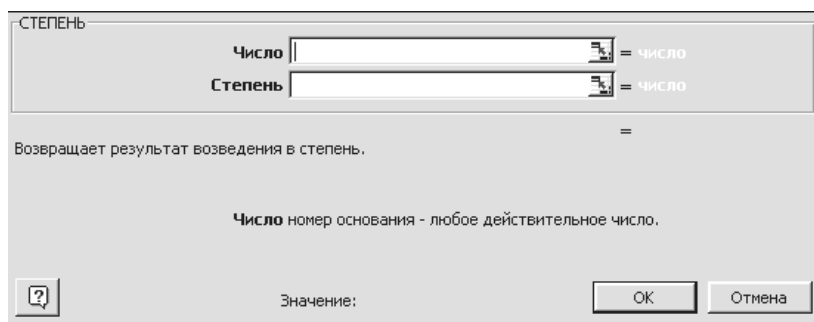 СТЕПЕНЬ
Число = число
Степень = число
=
Возвращает результат возведения в степень.
Число номер основания - любое действительное число.
Значение:
OK
Отмена